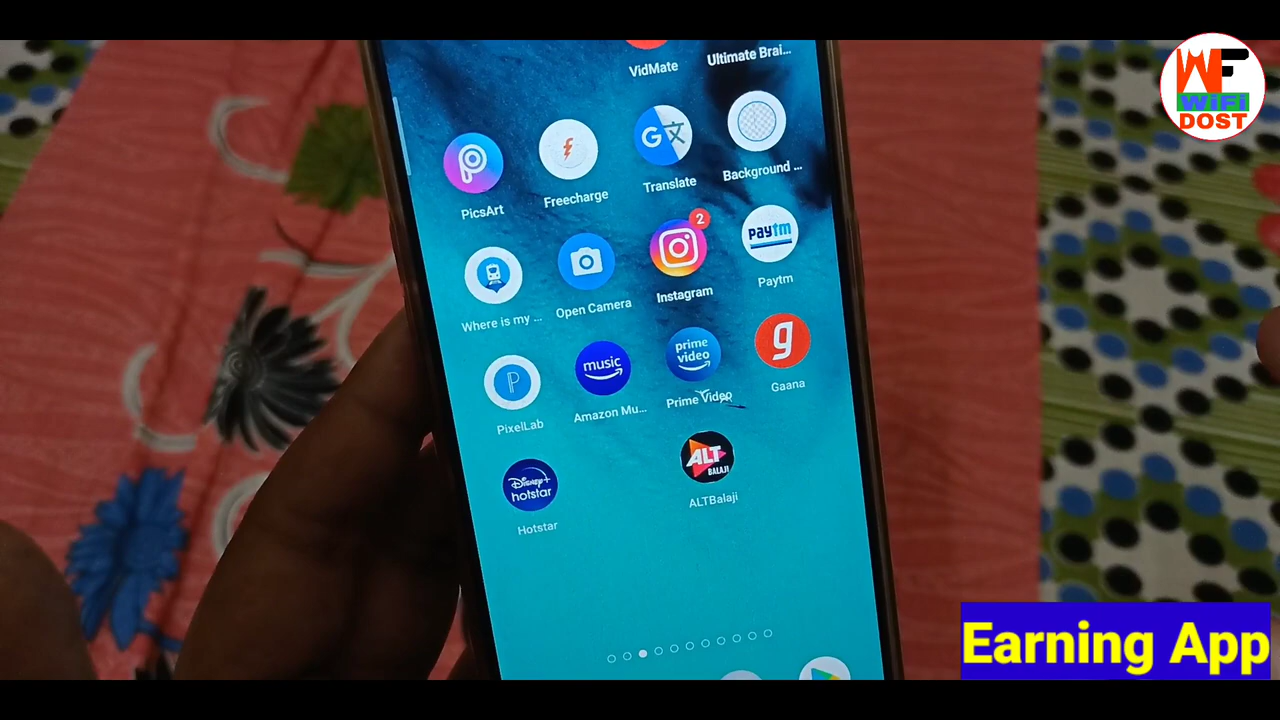 VidMate
Ultimate Brai...
WF
WiFi
DOST
PicsArt
Freecharge
Translate
Background ...
2
Where is my ...
Open Camera
Instagram
paytm
Paytm
music
prime
video
g
PixelLab
Amazon Mu...
Prime Video
Gaana
Disney+
hotstar
ALT
BALAJI
Hotstar
ALTBalaji
Earning App